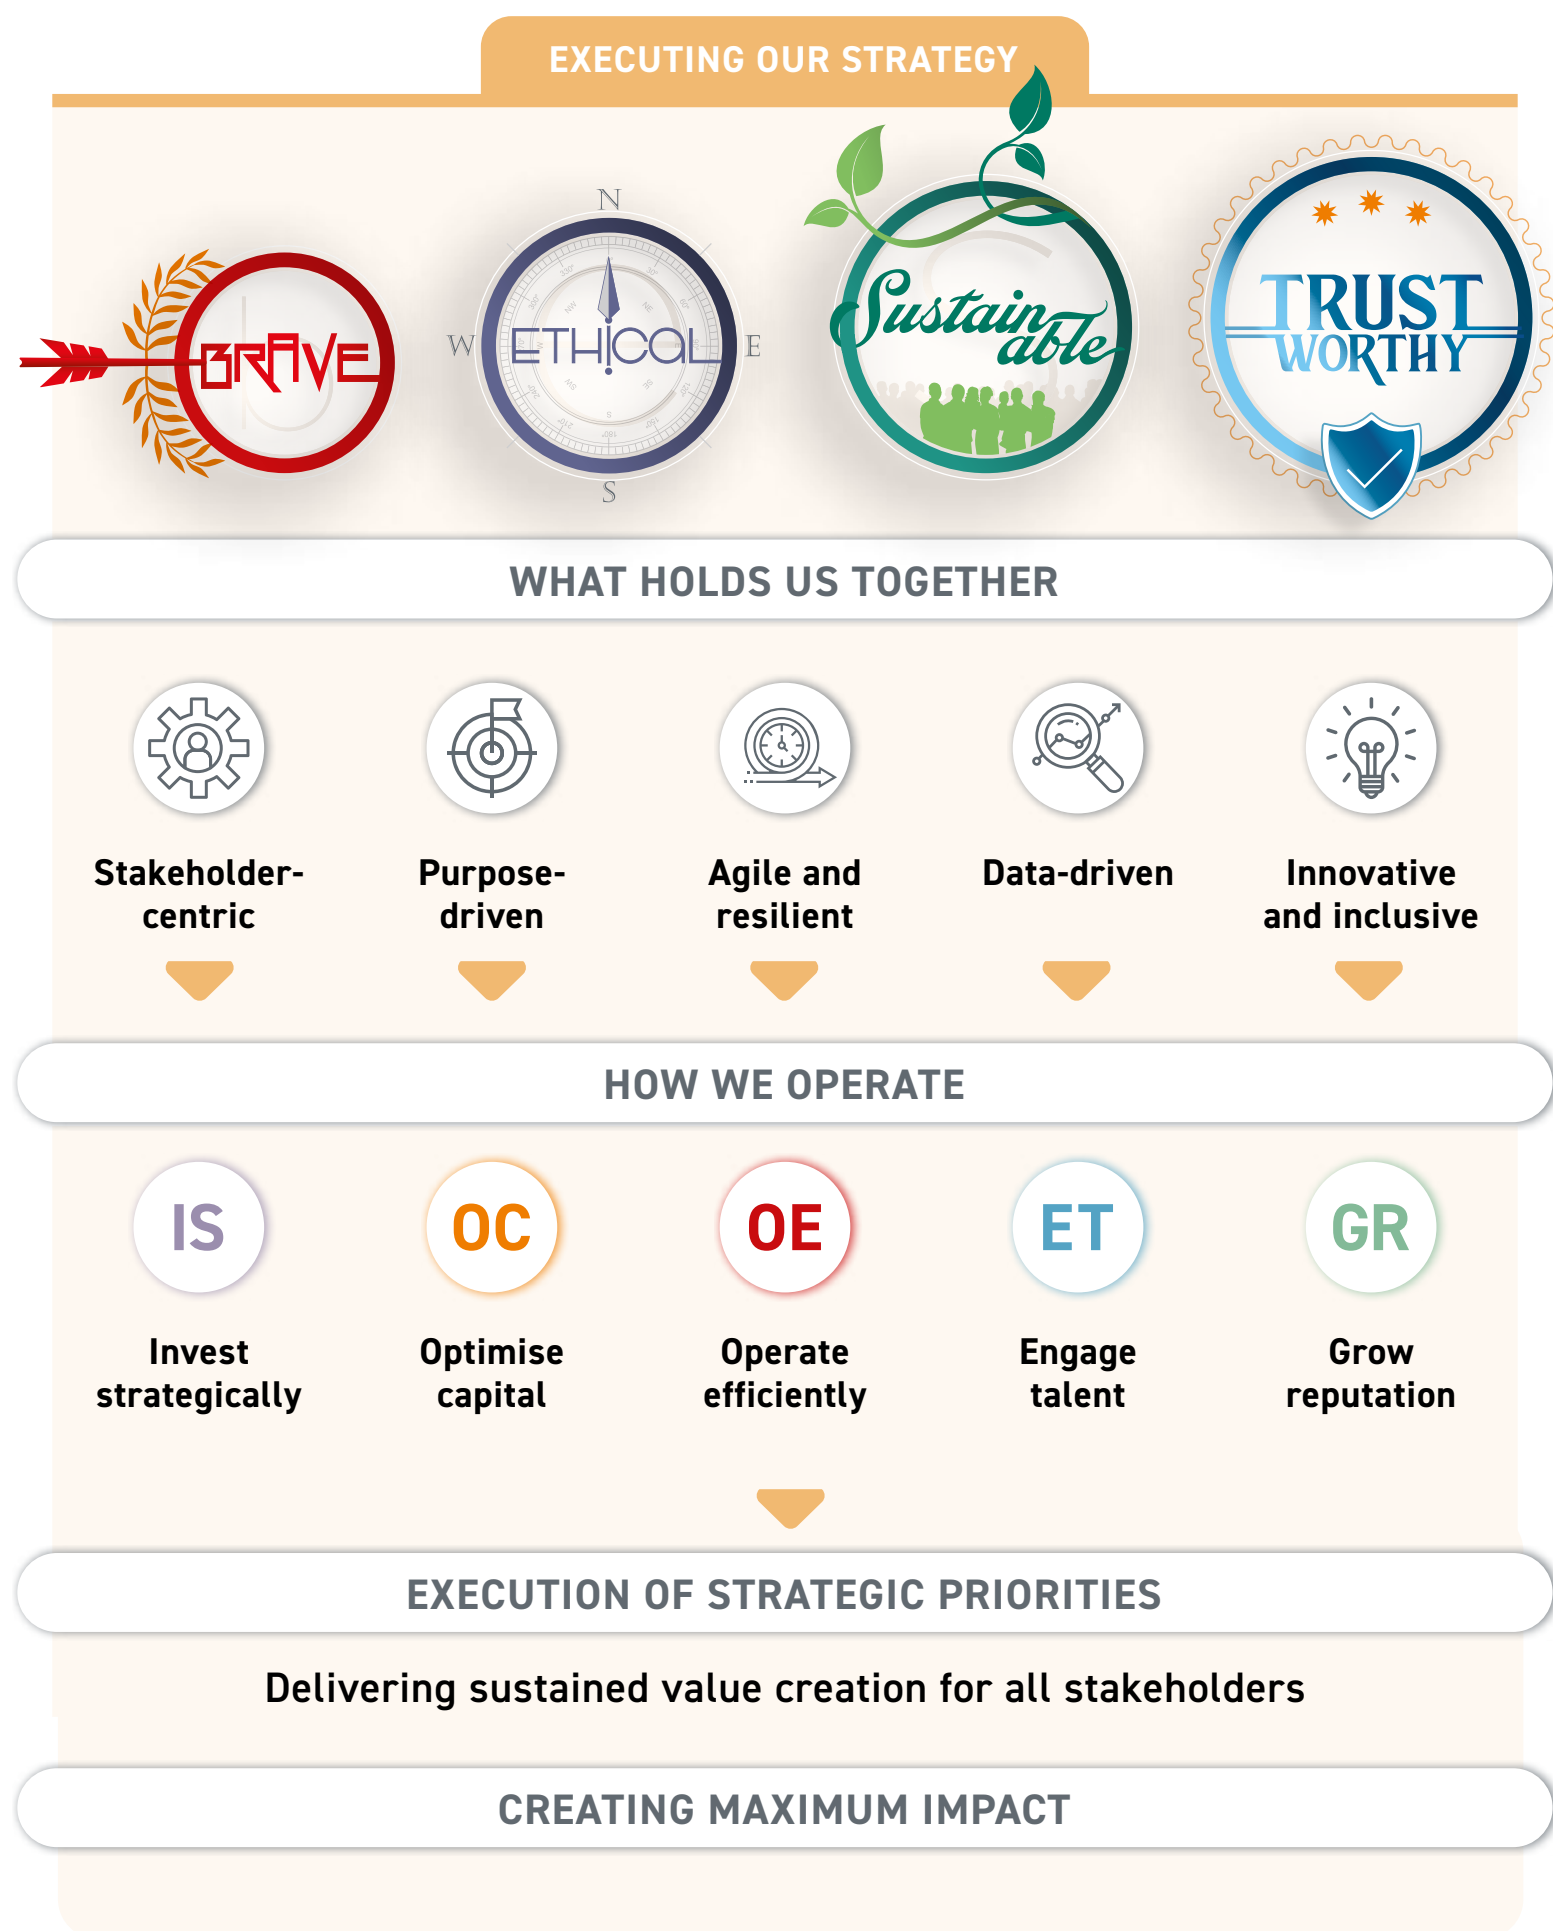 EXECUTING OUR STRATEGY
BRAVE
N
W
ETHICAL
E
S
Sustain
able
TRUST
WORTHY
WHAT HOLDS US TOGETHER
Stakeholder-
centric
Purpose-
driven
Agile and
resilient
Data-driven
Innovative
and inclusive
HOW WE OPERATE
IS
OC
OE
ET
GR
Invest
strategically
Optimise
capital
Operate
efficiently
Engage
talent
Grow
reputation
EXECUTION OF STRATEGIC PRIORITIES
Delivering sustained value creation for all stakeholders
CREATING MAXIMUM IMPACT